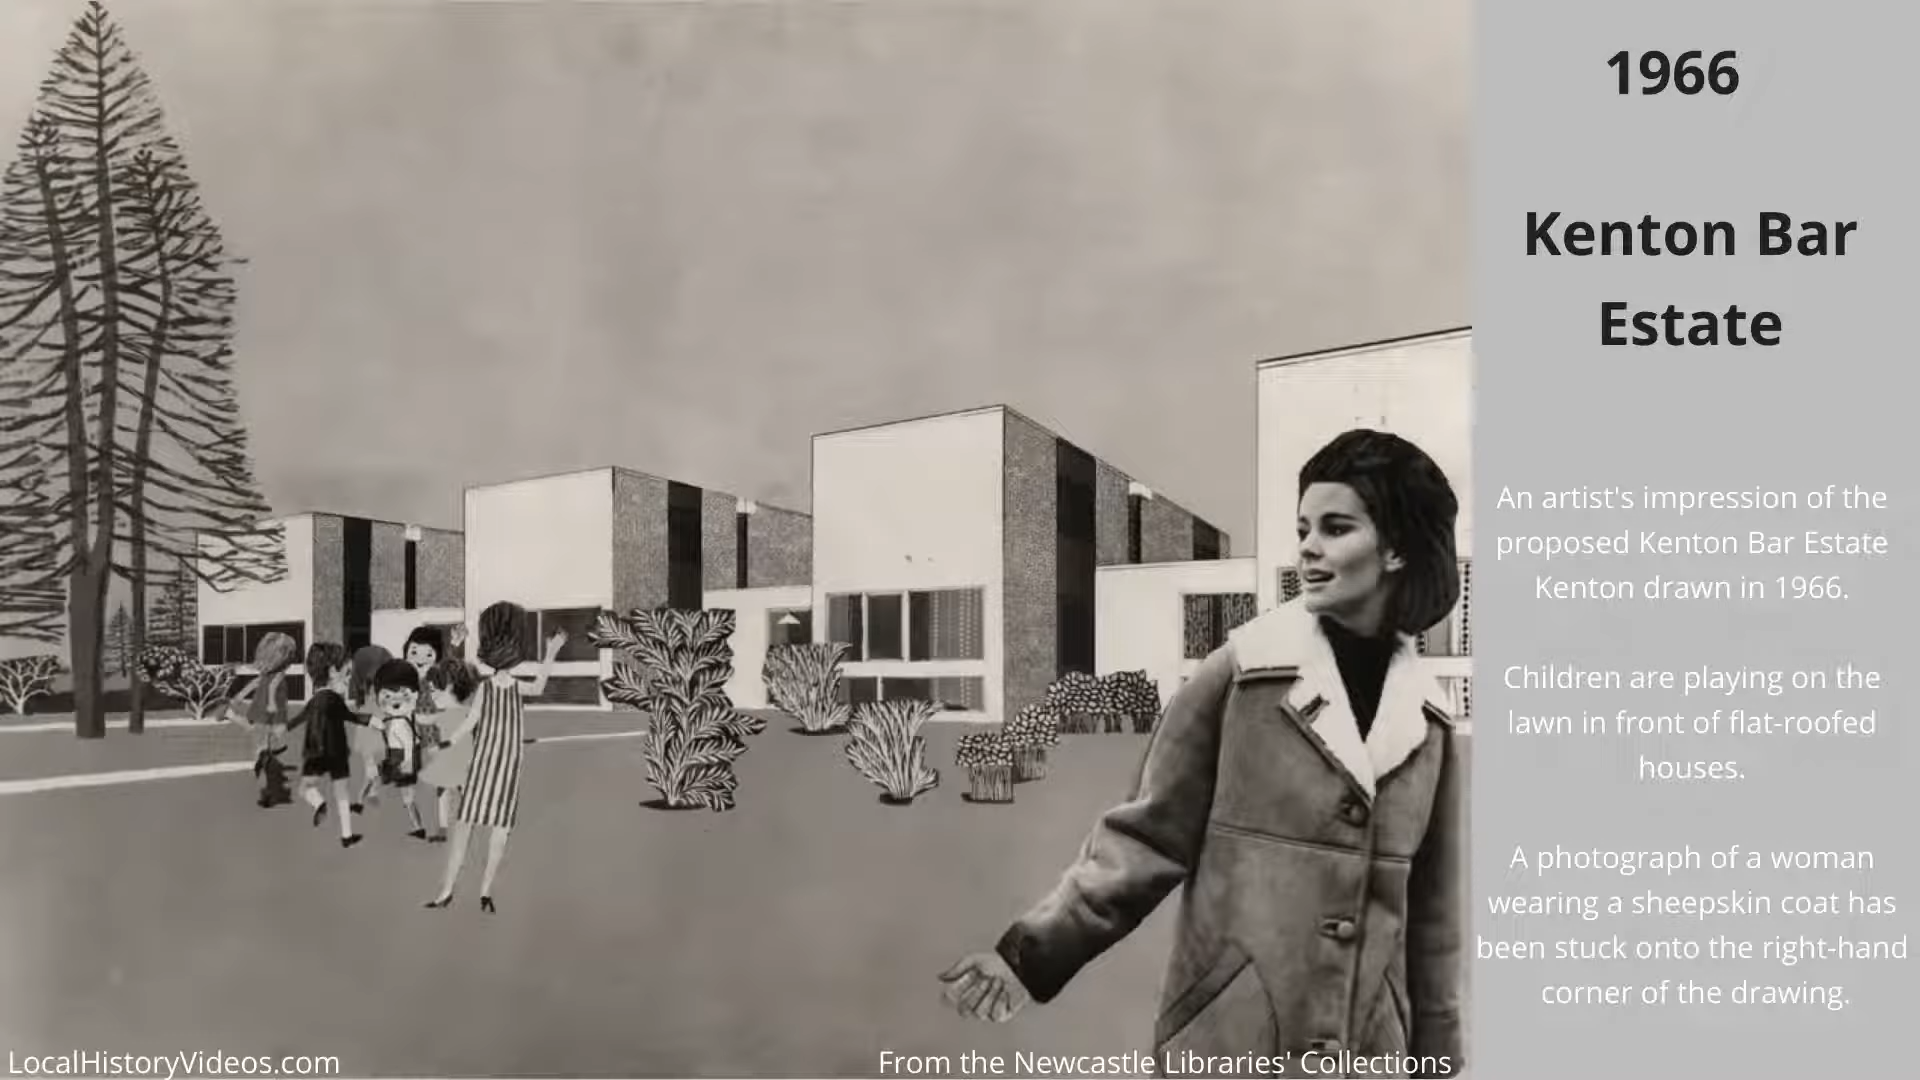 1966
Kenton Bar
Estate
An artist's impression of the
proposed Kenton Bar Estate
Kenton drawn in 1966.
Children are playing on the
lawn in front of flat-roofed
houses.
A photograph of a woman
wearing a sheepskin coat has
been stuck onto the right-hand
corner of the drawing.
LocalHistoryVideos.com
From the Newcastle Libraries' Collections